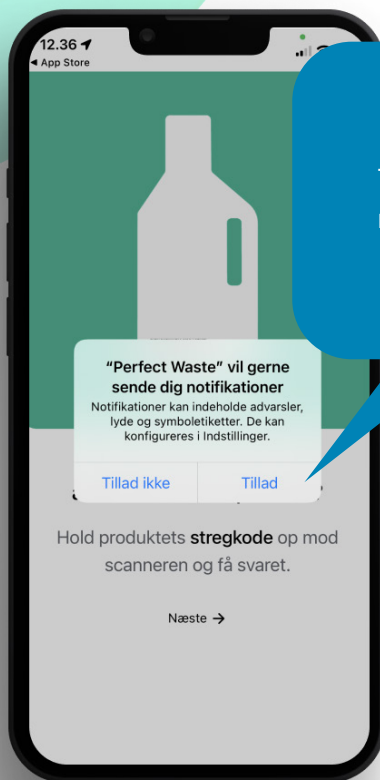 12.36
◀ App Store
“Perfect Waste” vil gerne
sende dig notifikationer
Notifikationer kan indeholde advarsler,
lyde og symboletiketter. De kan
konfigureres i Indstillinger.
Tillad ikke
Tillad
Hold produktets stregkode op mod
scanneren og få svaret.
Næste →